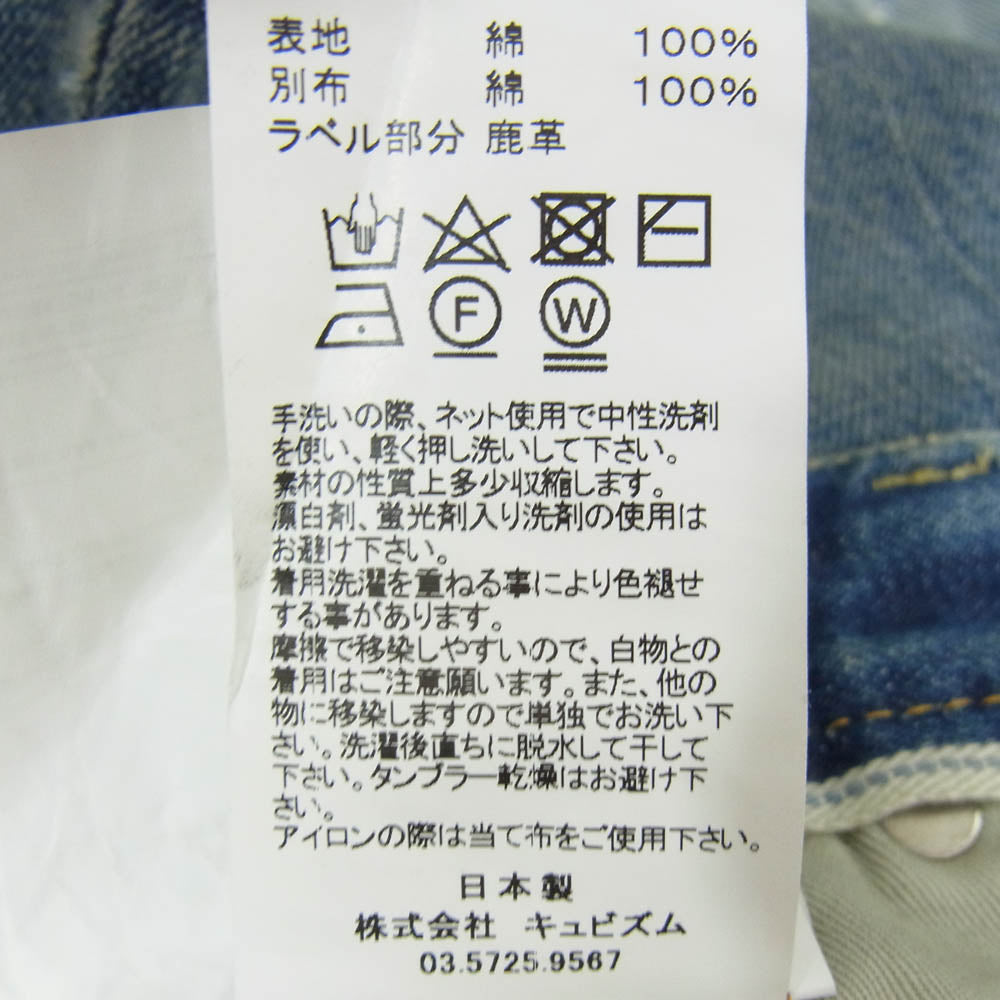 表地 綿 100%
別布 綿 100%
ラベル部分 鹿革
F W
手洗いの際、ネット使用で中性洗剤
を使い、軽く押し洗いして下さい。
素材の性質上多少収縮します。
漂白剤、蛍光剤入り洗剤の使用は
お避け下さい。
着用洗濯を重ねる事により色褪せ
する事があります。
摩擦で移染しやすいので、白物との
着用はご注意願います。また、他の
物に移染しますので単独でお洗い下
さい。洗濯後直ちに脱水して干して
下さい。タンブラー乾燥はお避け下
さい。
アイロンの際は当て布をご使用下さい。
日本製
株式会社 キュビズム
03.5725.9567